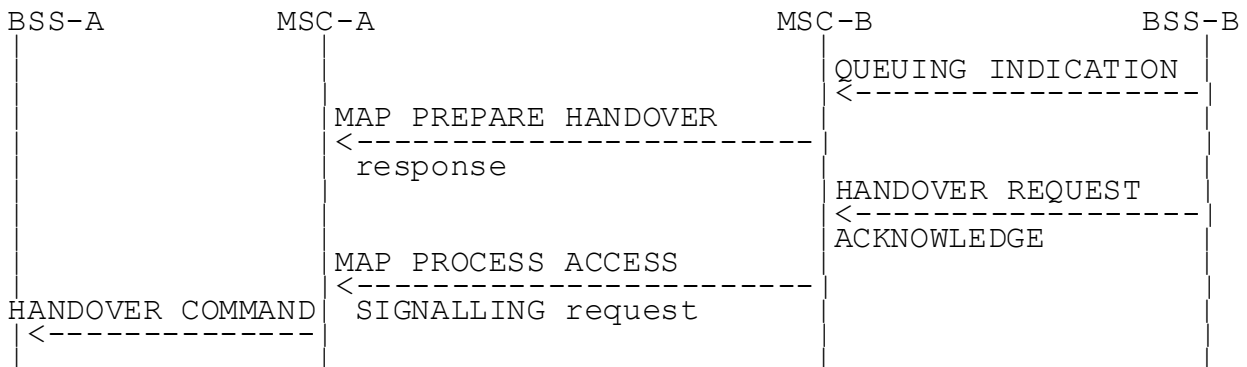 BSS-A MSC-A MSC-B BSS-B
QUEUING INDICATION
MAP PREPARE HANDOVER
response
HANDOVER REQUEST
ACKNOWLEDGE
MAP PROCESS ACCESS
HANDOVER COMMAND SIGNALLING request